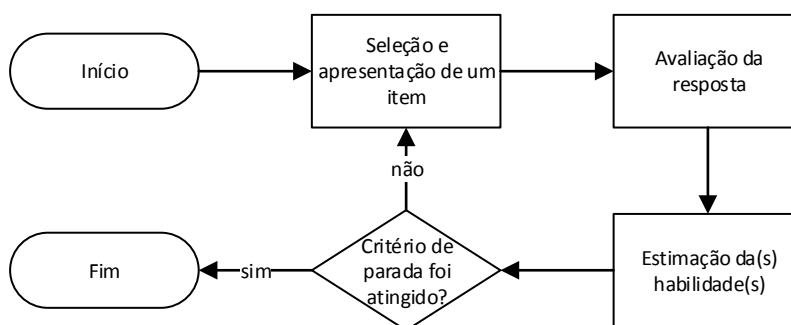 Início
Seleção e
apresentação de um
item
Avaliação da
resposta
não
Fim
sim
Critério de
parada foi
atingido?
Estimação da(s)
habilidade(s)